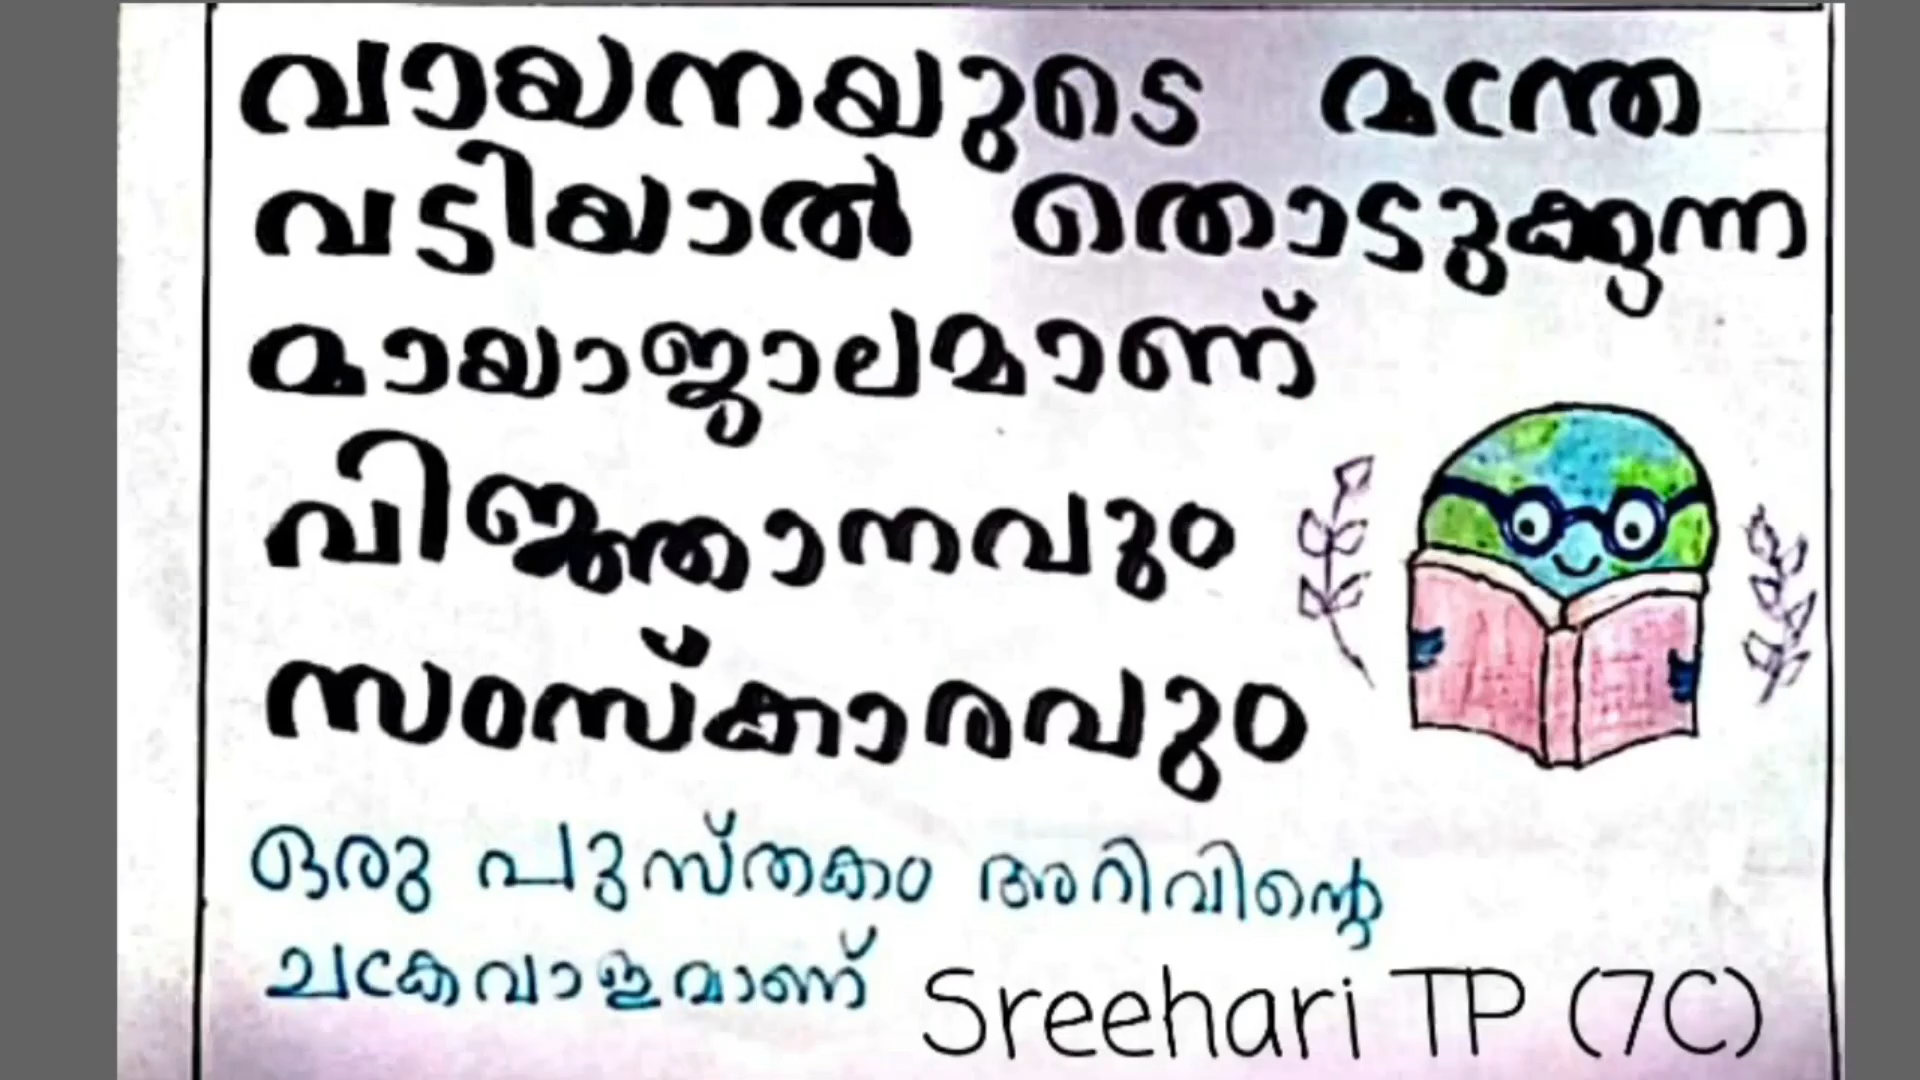 വായനയുടെ മന്ത്ര
വടിയാൽ തൊടുക്കുന്ന
മായാജാലമാണ്
വിജ്ഞാനവും
സംസ്ക്കാരവും
ഒരു പുസ്തകം അറിവിന്റെ
ചക്രവാളമാണ് Sreehari TP (7C)